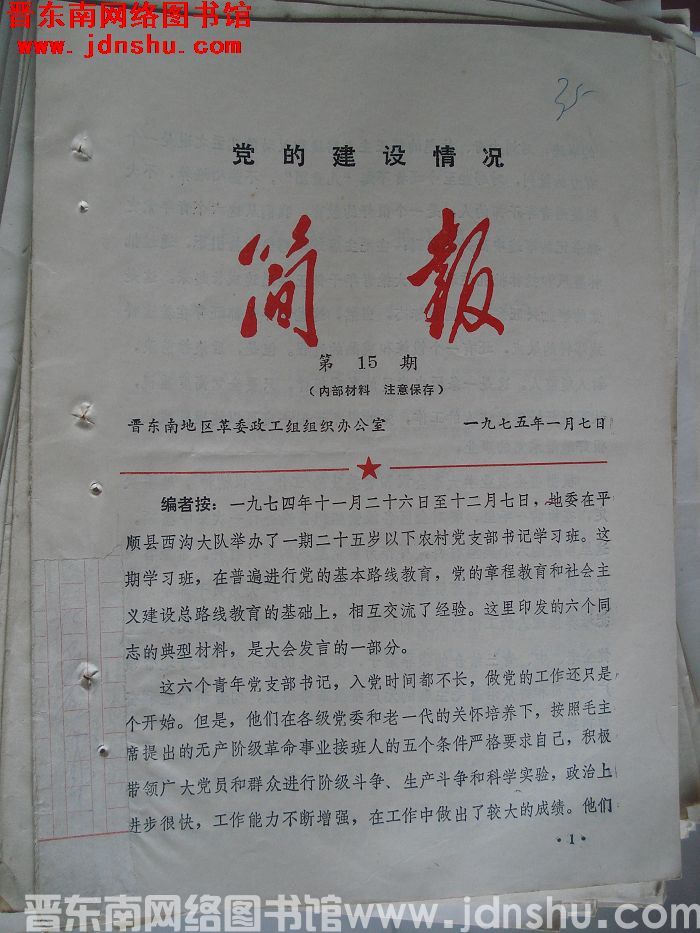 晋东南网络图书馆
www.jdnshu.com
35
党的建设情况
简报
第 15 期
（内部材料 注意保存）
晋东南地区革委政工组组织办公室 一九七五年一月七日
编者按：一九七四年十一月二十六日至十二月七日，地委在平
顺县西沟大队举办了一期二十五岁以下农村党支部书记学习班。这
期学习班，在普遍进行党的基本路线教育，党的章程教育和社会主
义建设总路线教育的基础上，相互交流了经验。这里印发的六个同
志的典型材料，是大会发言的一部分。
这六个青年党支部书记，入党时间都不长，做党的工作还只是
个开始。但是，他们在各级党委和老一代的关怀培养下，按照毛主
席提出的无产阶级革命事业接班人的五个条件严格要求自己，积极
带领广大党员和群众进行阶级斗争、生产斗争和科学实验，政治上
进步很快，工作能力不断增强，在工作中做出了较大的成绩。他们
·1·
晋东南网络图书馆www.jdnshu.com